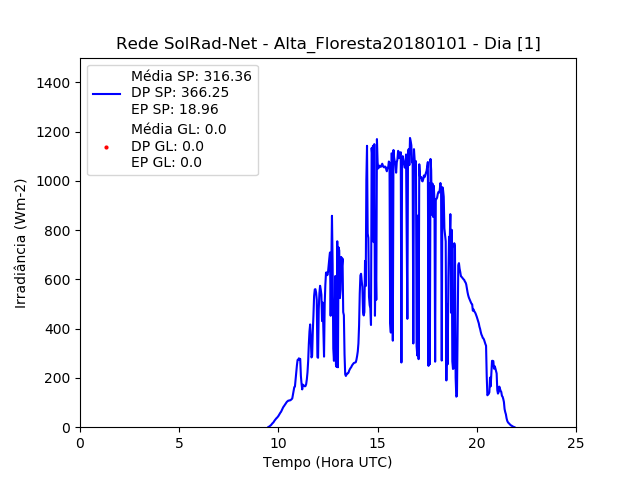 Rede SolRad-Net - Alta_Floresta20180101 - Dia [1]
Média SP: 316.36
DP SP: 366.25
EP SP: 18.96
Média GL: 0.0
DP GL: 0.0
EP GL: 0.0
Irradiância (Wm-2)
1400
1200
1000
800
600
400
200
0
0 5 10 15 20 25
Tempo (Hora UTC)